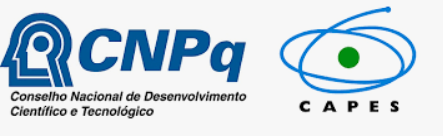 CNPq
Conselho Nacional de Desenvolvimento
Científico e Tecnológico
CAPES